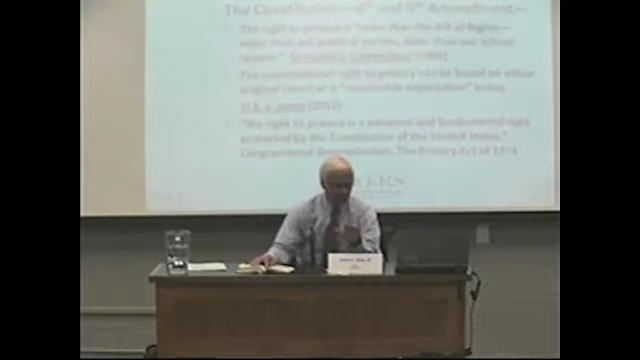 The Constitution—4th and 5th Amendment—
The right to privacy is "older than the Bill of Rights—
older than our political parties, older than our school
system." Griswold v. Connecticut (1965)
The constitutional right to privacy can be based on either
original intent or a "reasonable expectation" today.
U.S. v. Jones (2012)
"the right to privacy is a personal and fundamental right
protected by the Constitution of the United States."
Congressional determination, The Privacy Act of 1974